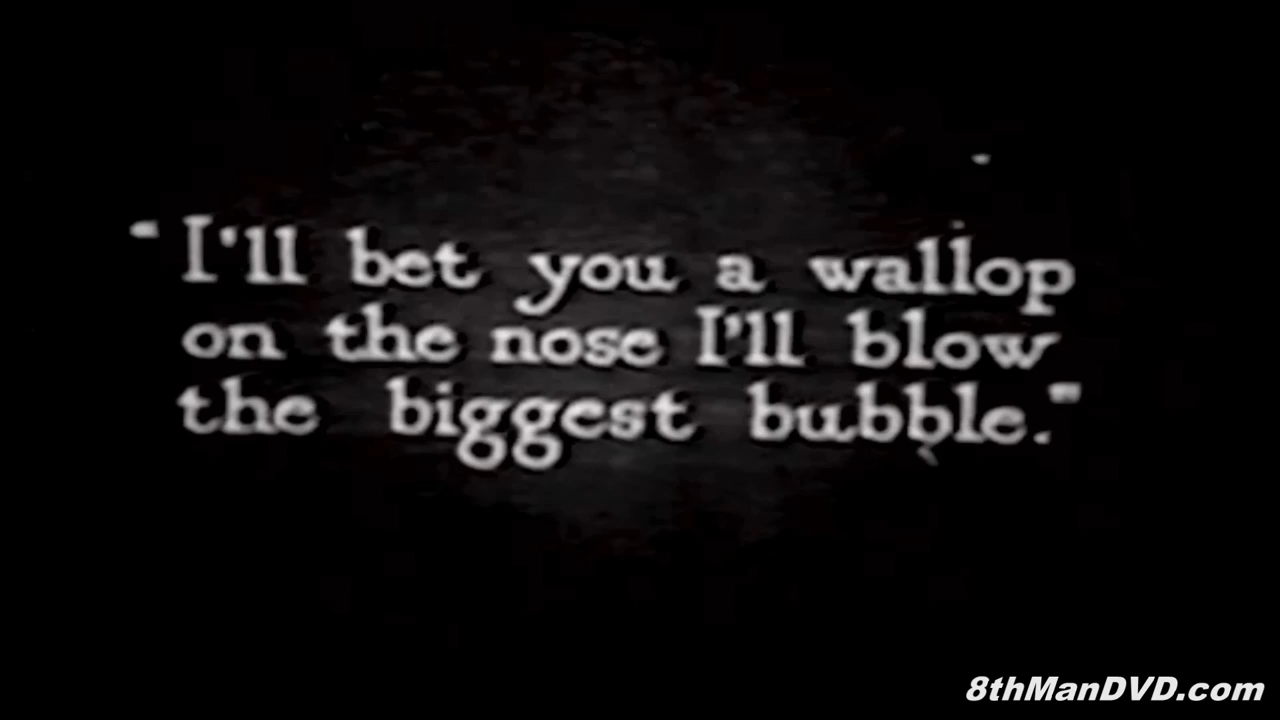 "I'll bet you a wallop
on the nose I'll blow
the biggest bubble."
8thManDVD.com